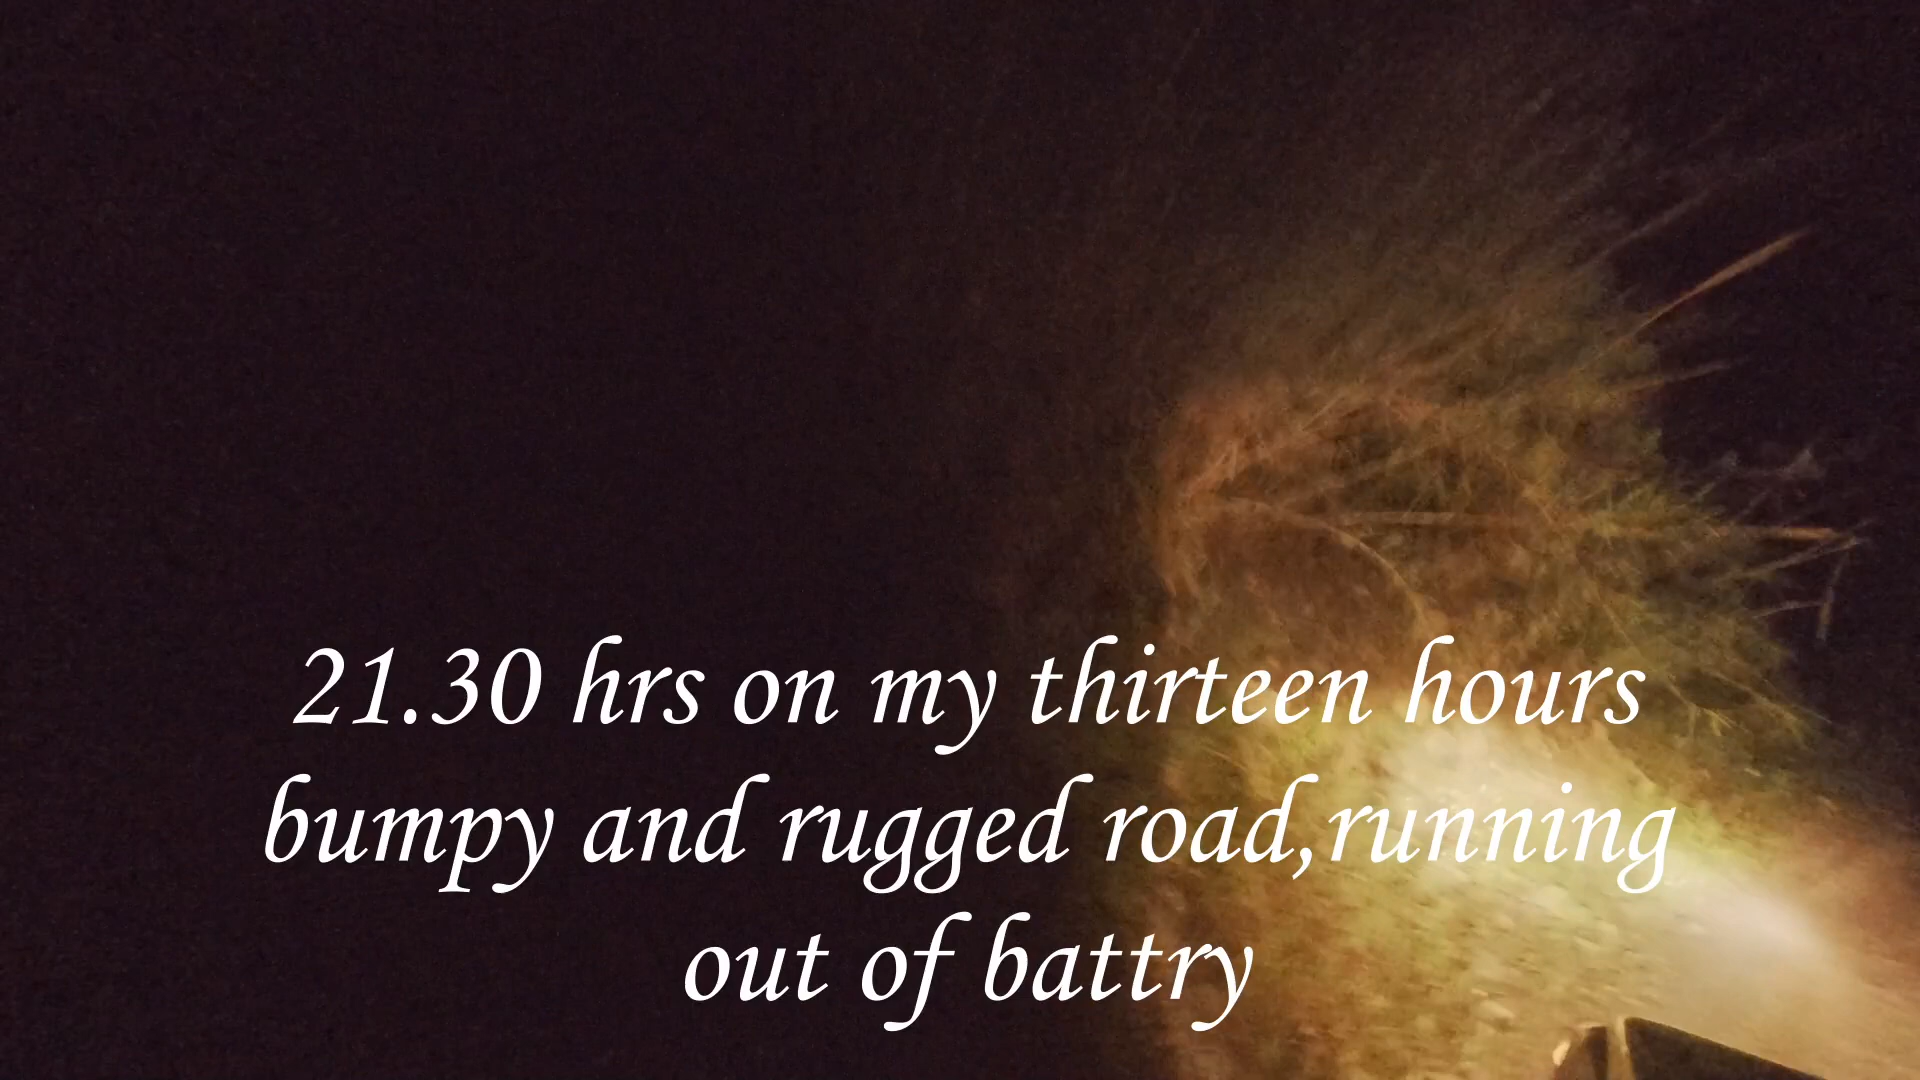 21.30 hrs on my thirteen hours
bumpy and rugged road,running
out of battry